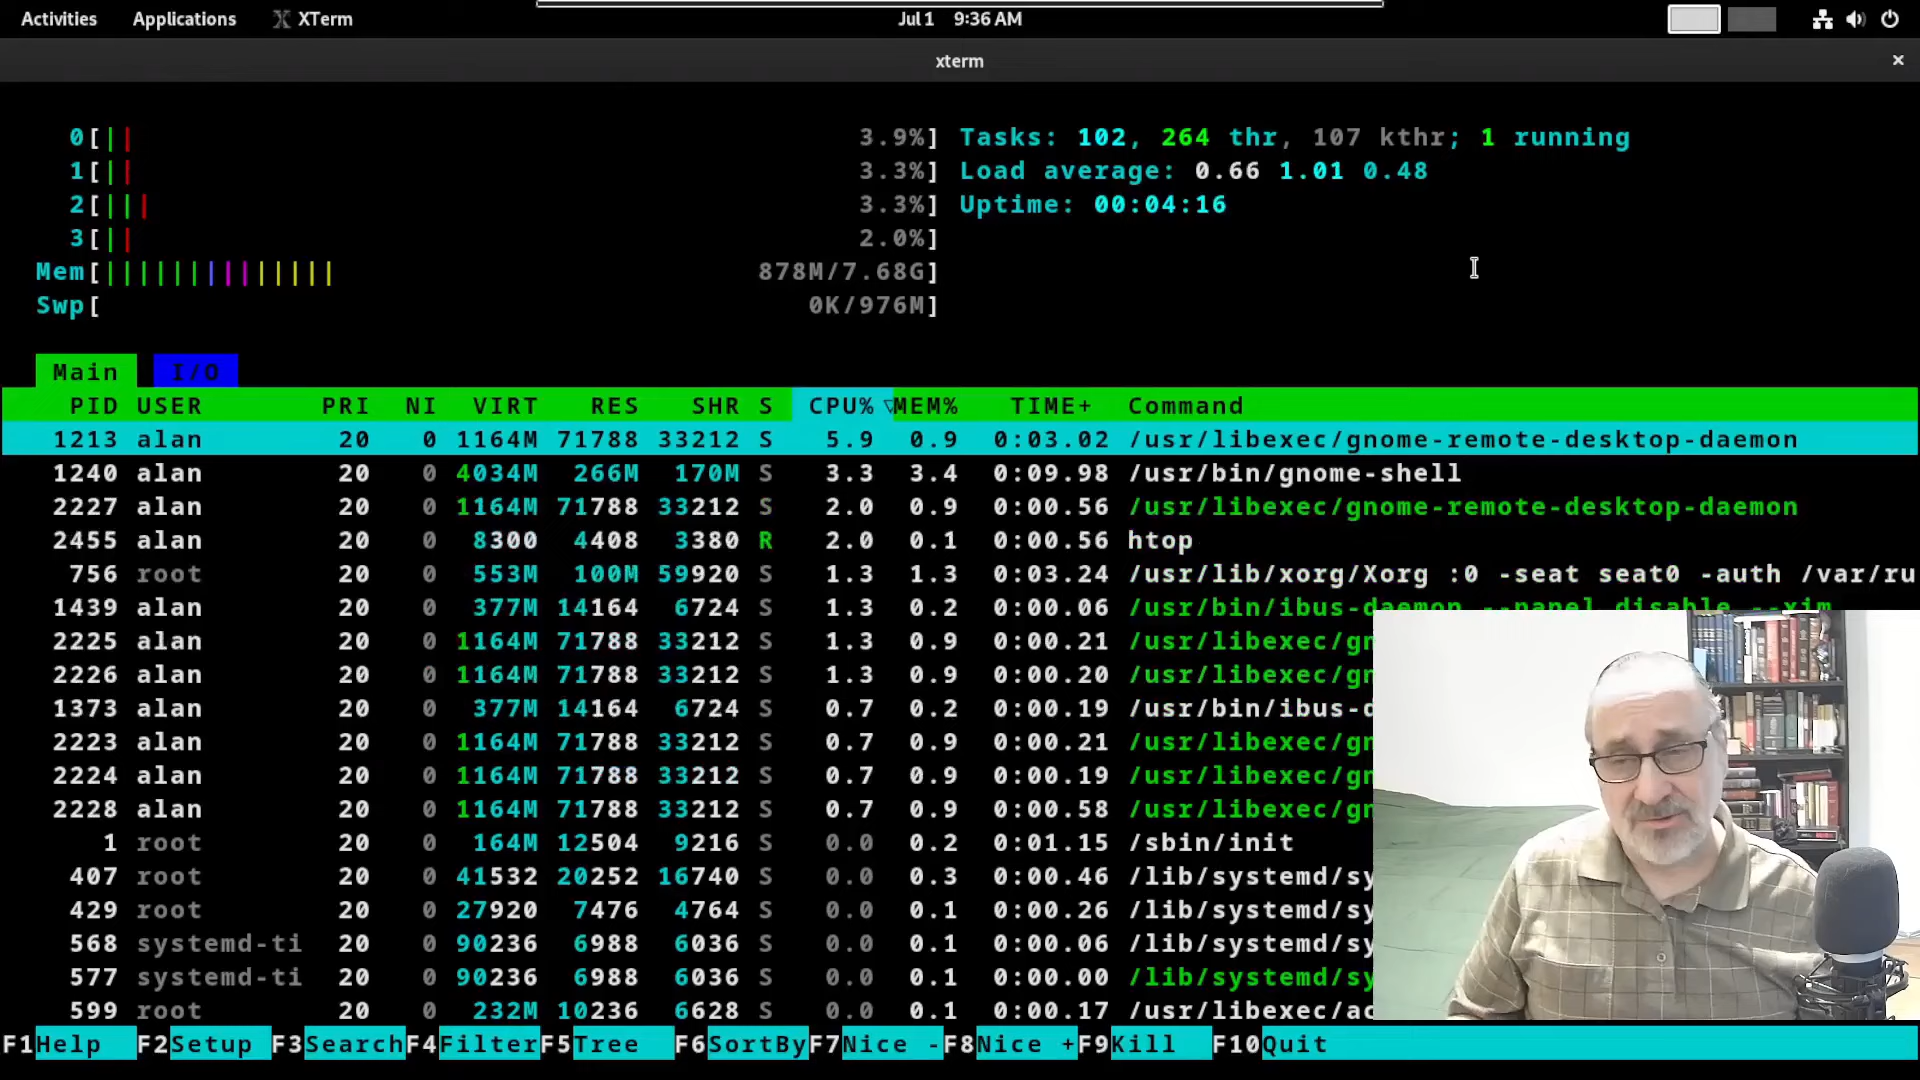 Activities Applications XTerm Jul 1 9:36 AM
xterm
0[||| 3.9%] Tasks: 102, 264 thr, 107 kthr; 1 running
1[|| 3.3%] Load average: 0.66 1.01 0.48
2[||| 3.3%] Uptime: 00:04:16
3[|| 2.0%]
Mem[|||||||||||||| 878M/7.68G]
Swp[ 0K/976M]
Main I/O
PID USER PRI NI VIRT RES SHR S CPU%▽MEM% TIME+ Command
1213 alan 20 0 1164M 71788 33212 S 5.9 0.9 0:03.02 /usr/libexec/gnome-remote-desktop-daemon
1240 alan 20 0 4034M 266M 170M S 3.3 3.4 0:09.98 /usr/bin/gnome-shell
2227 alan 20 0 1164M 71788 33212 S 2.0 0.9 0:00.56 /usr/libexec/gnome-remote-desktop-daemon
2455 alan 20 0 8300 4408 3380 R 2.0 0.1 0:00.56 htop
756 root 20 0 553M 100M 59920 S 1.3 1.3 0:03.24 /usr/lib/xorg/Xorg :0 -seat seat0 -auth /var/ru
1439 alan 20 0 377M 14164 6724 S 1.3 0.2 0:00.06 /usr/bin/ibus-daemon --panel disable --xim
2225 alan 20 0 1164M 71788 33212 S 1.3 0.9 0:00.21 /usr/libexec/gn
2226 alan 20 0 1164M 71788 33212 S 1.3 0.9 0:00.20 /usr/libexec/gn
1373 alan 20 0 377M 14164 6724 S 0.7 0.2 0:00.19 /usr/bin/ibus-d
2223 alan 20 0 1164M 71788 33212 S 0.7 0.9 0:00.21 /usr/libexec/gn
2224 alan 20 0 1164M 71788 33212 S 0.7 0.9 0:00.19 /usr/libexec/gn
2228 alan 20 0 1164M 71788 33212 S 0.7 0.9 0:00.58 /usr/libexec/gn
1 root 20 0 164M 12504 9216 S 0.0 0.2 0:01.15 /sbin/init
407 root 20 0 41532 20252 16740 S 0.0 0.3 0:00.46 /lib/systemd/sy
429 root 20 0 27920 7476 4764 S 0.0 0.1 0:00.26 /lib/systemd/sy
568 systemd-ti 20 0 90236 6988 6036 S 0.0 0.1 0:00.06 /lib/systemd/sy
577 systemd-ti 20 0 90236 6988 6036 S 0.0 0.1 0:00.00 /lib/systemd/sy
599 root 20 0 232M 10236 6628 S 0.0 0.1 0:00.17 /usr/libexec/ac
F1Help F2Setup F3SearchF4FilterF5Tree F6SortByF7Nice -F8Nice +F9Kill F10Quit